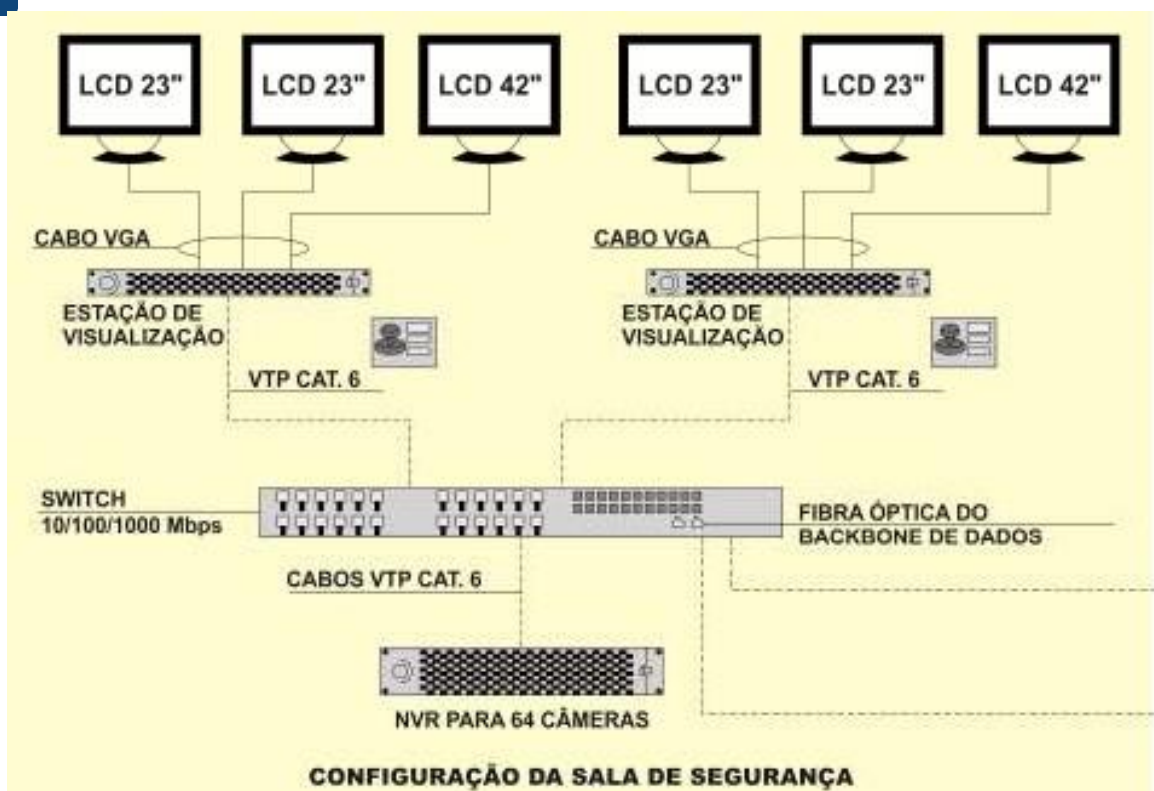 LCD 23"
LCD 23"
LCD 42"
LCD 23"
LCD 23"
LCD 42"
CABO VGA
CABO VGA
ESTAÇÃO DE
VISUALIZAÇÃO
ESTAÇÃO DE
VISUALIZAÇÃO
VTP CAT. 6
VTP CAT. 6
SWITCH
10/100/1000 Mbps
FIBRA ÓPTICA DO
BACKBONE DE DADOS
CABOS VTP CAT. 6
NVR PARA 64 CÂMERAS
CONFIGURAÇÃO DA SALA DE SEGURANÇA